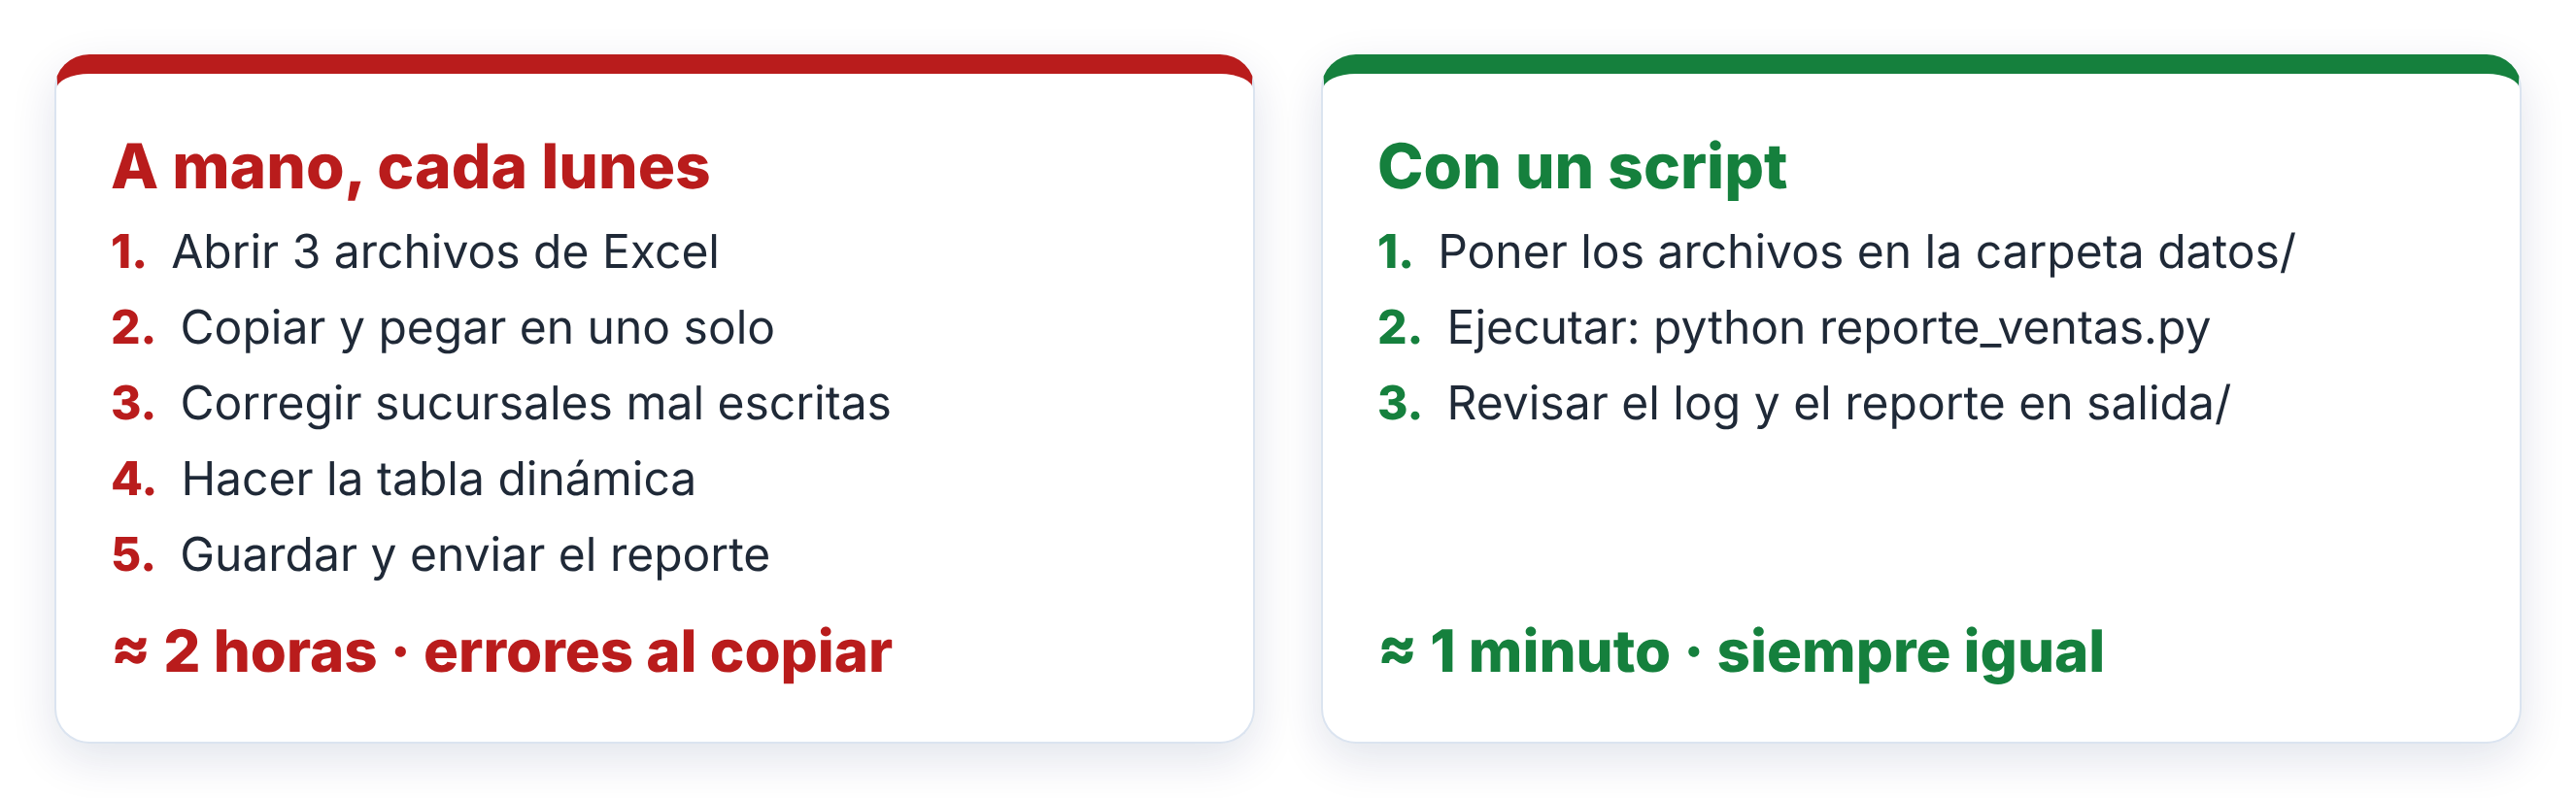 A mano, cada lunes
1. Abrir 3 archivos de Excel
2. Copiar y pegar en uno solo
3. Corregir sucursales mal escritas
4. Hacer la tabla dinámica
5. Guardar y enviar el reporte
≈ 2 horas · errores al copiar
Con un script
1. Poner los archivos en la carpeta datos/
2. Ejecutar: python reporte_ventas.py
3. Revisar el log y el reporte en salida/
≈ 1 minuto · siempre igual